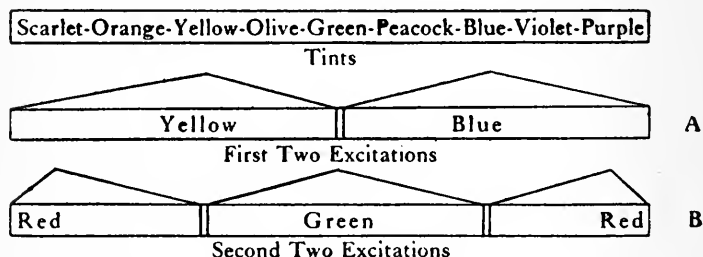 Scarlet-Orange-Yellow-Olive-Green-Peacock-Blue-Violet-Purple
Tints
Yellow Blue A
First Two Excitations
Red Green Red B
Second Two Excitations